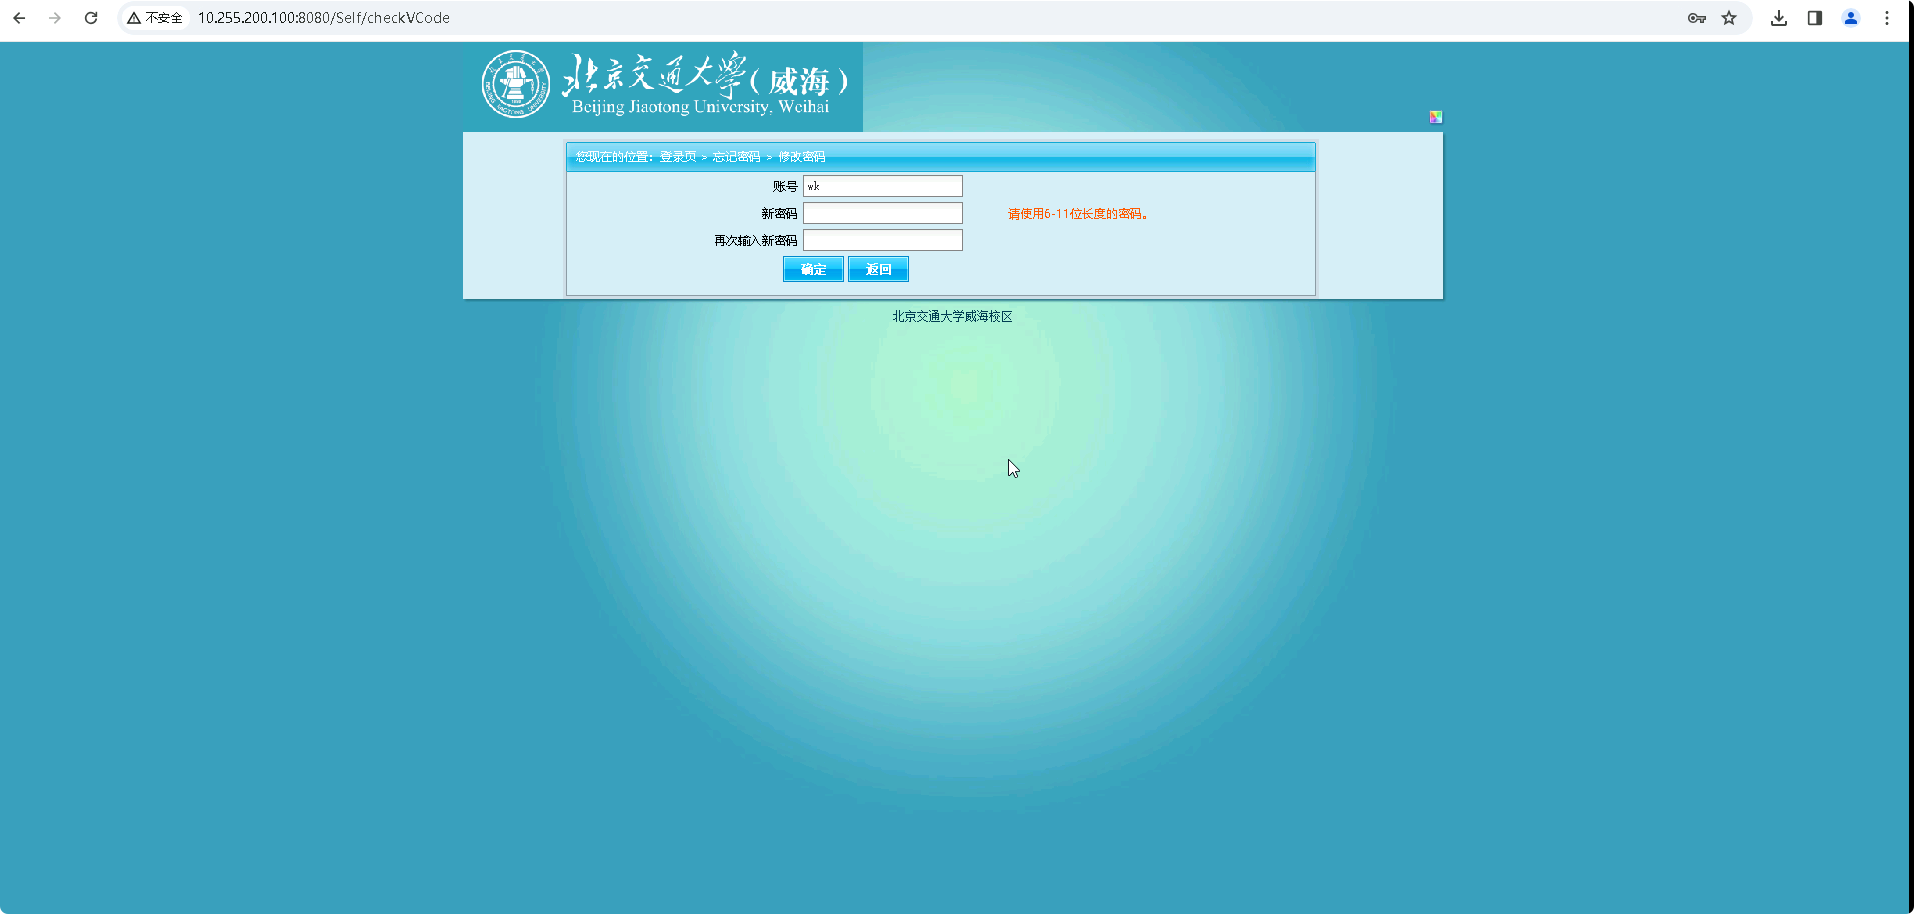 不安全 10.255.200.100:8080/Self/checkVCode
北京交通大學(威海)
Beijing Jiaotong University, Weihai
您现在的位置：登录页 > 忘记密码 > 修改密码
账号 wk
新密码 请使用6-11位长度的密码。
再次输入新密码
确定 返回
北京交通大学威海校区